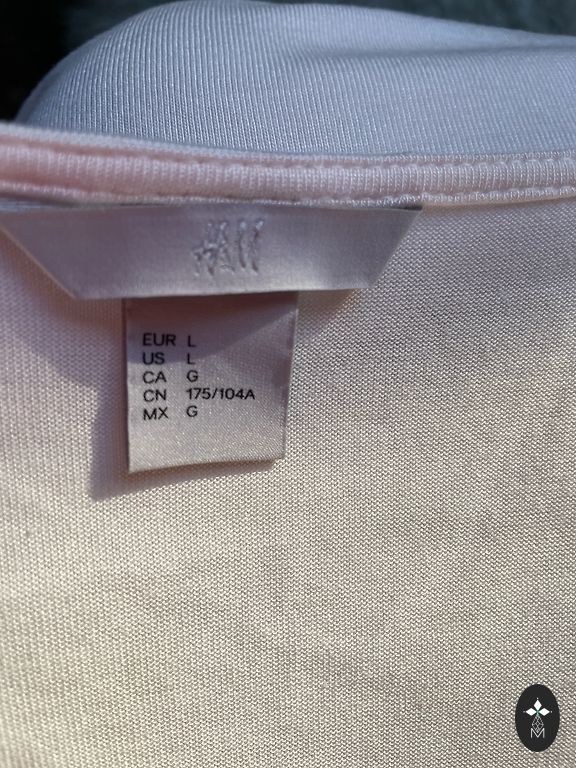 H&M
EUR L
US L
CA G
CN 175/104A
MX G
M